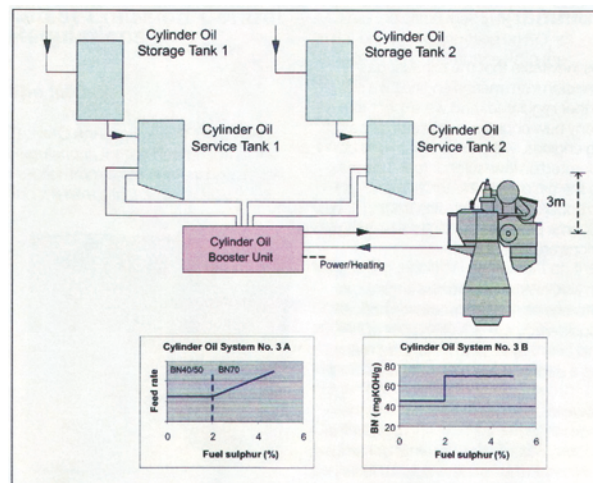 Cylinder Oil
Storage Tank 1
Cylinder Oil
Storage Tank 2
Cylinder Oil
Service Tank 1
Cylinder Oil
Service Tank 2
3m
Cylinder Oil
Booster Unit
Power/Heating
Cylinder Oil System No. 3 A
BN40/50
BN70
Feed rate
0
2
4
6
Fuel sulphur (%)
Cylinder Oil System No. 3 B
BN ( mgKOH/g)
80
60
40
20
0
2
4
6
Fuel sulphur (%)